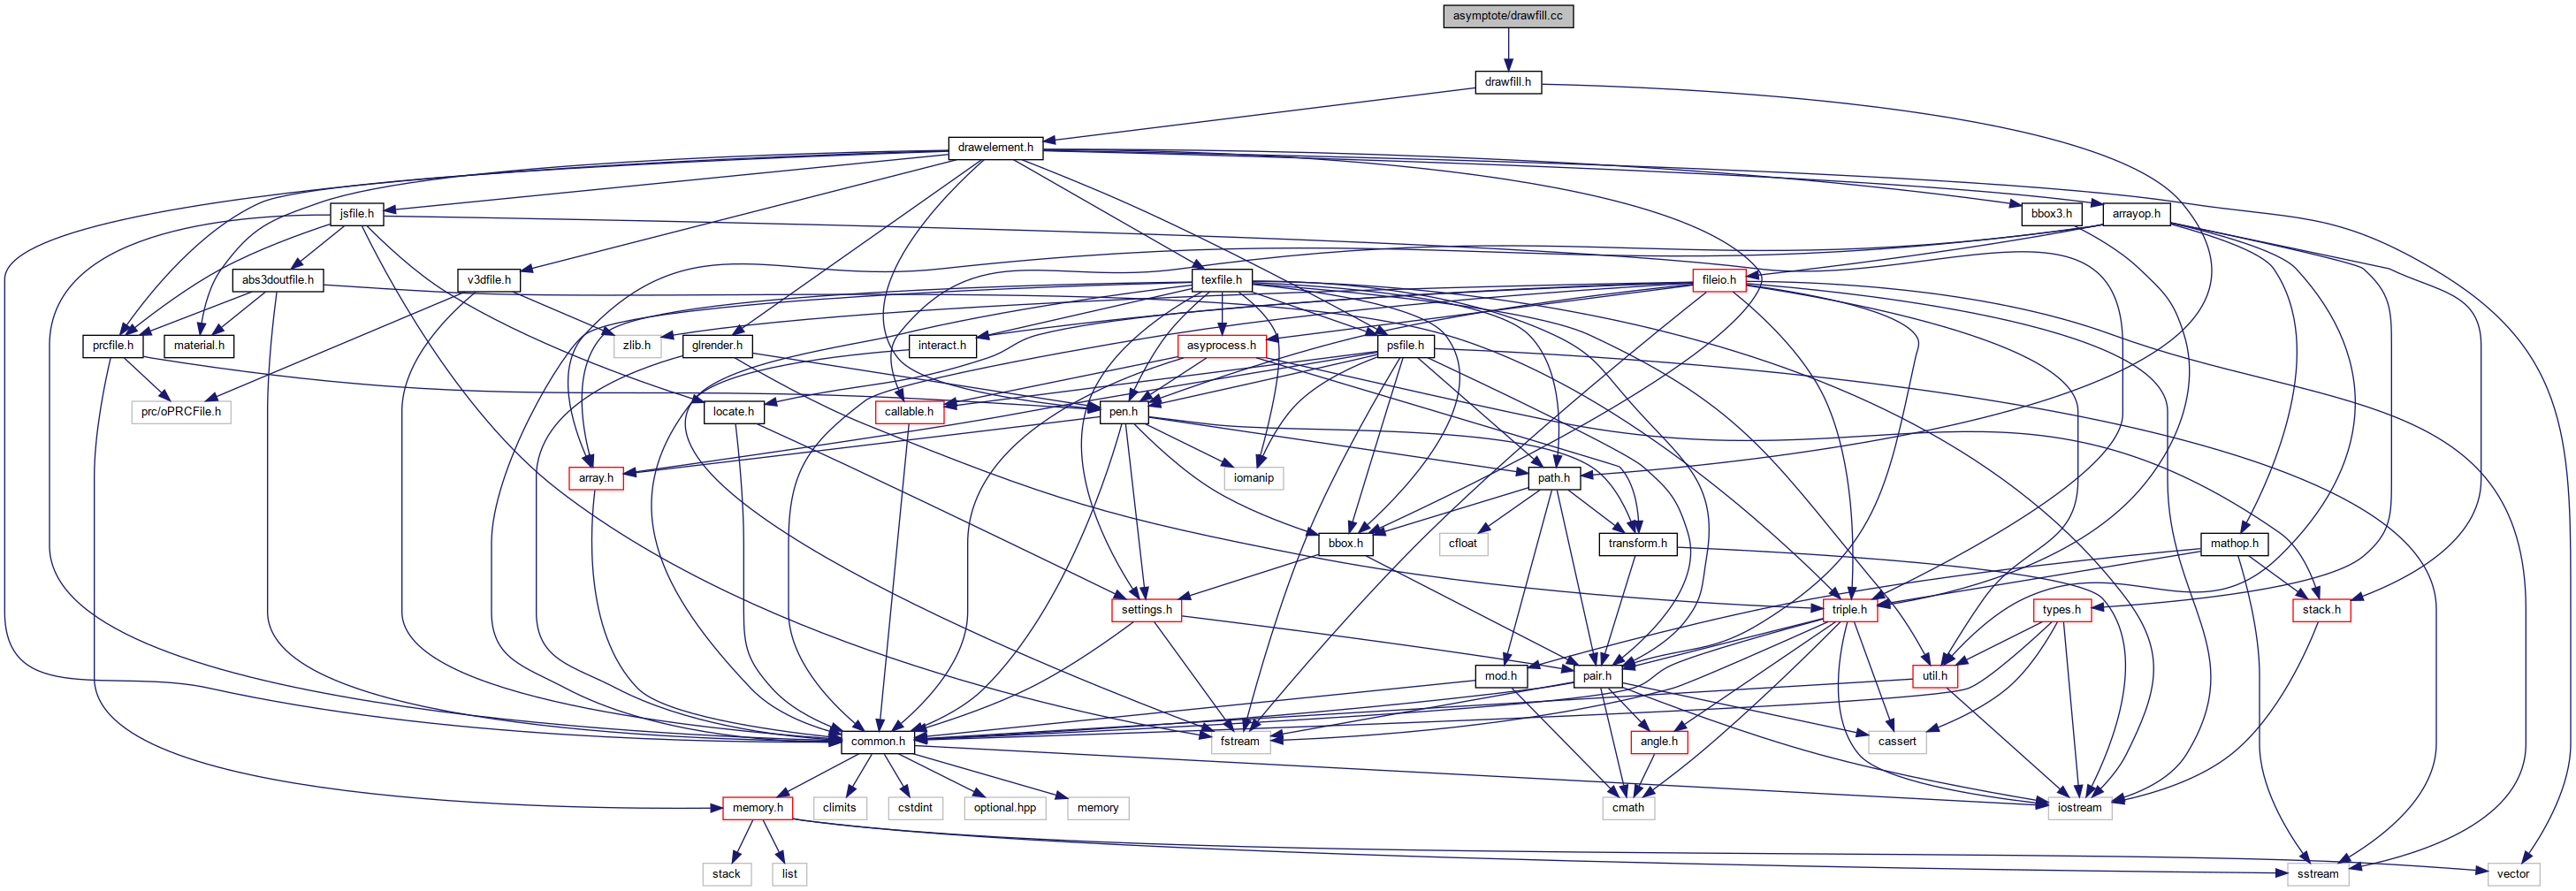 asymptote/drawfill.cc
drawfill.h
drawelement.h
jsfile.h
bbox3.h
arrayop.h
abs3doutfile.h
v3dfile.h
texfile.h
fileio.h
prcfile.h
material.h
zlib.h
glrender.h
interact.h
asyprocess.h
psfile.h
prc/oPRCFile.h
locate.h
callable.h
pen.h
array.h
iomanip
path.h
bbox.h
cfloat
transform.h
mathop.h
settings.h
triple.h
types.h
stack.h
mod.h
pair.h
util.h
common.h
fstream
angle.h
cassert
memory.h
climits
cstdint
optional.hpp
memory
cmath
iostream
stack
list
sstream
vector